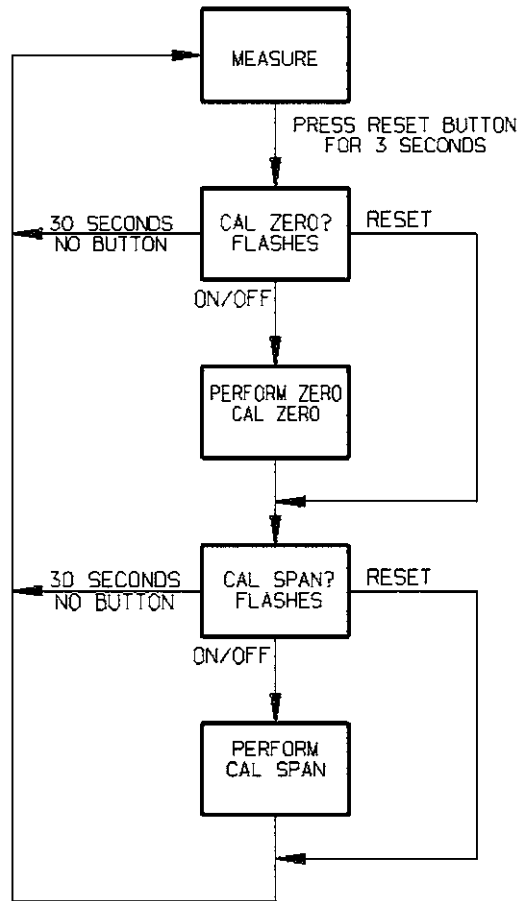 MEASURE
PRESS RESET BUTTON
FOR 3 SECONDS
30 SECONDS
NO BUTTON
CAL ZERO?
FLASHES
RESET
ON/OFF
PERFORM ZERO
CAL ZERO
30 SECONDS
NO BUTTON
CAL SPAN?
FLASHES
RESET
ON/OFF
PERFORM
CAL SPAN